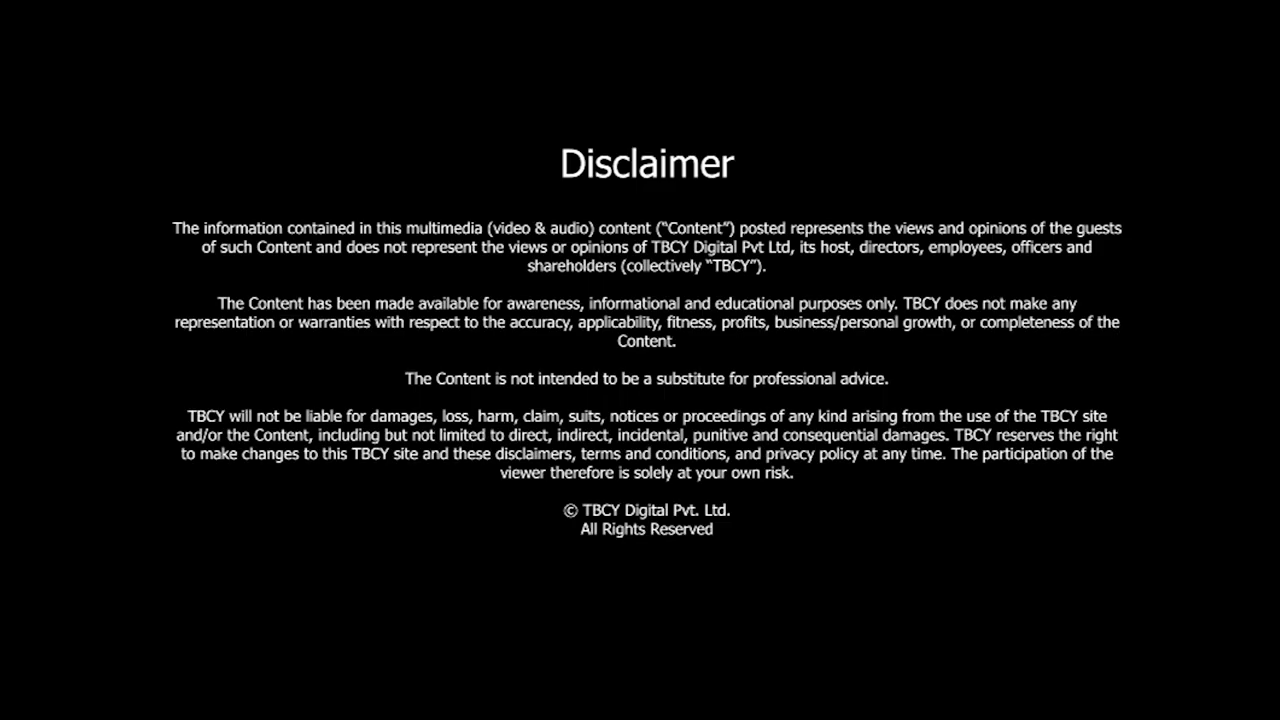 Disclaimer
The information contained in this multimedia (video & audio) content (“Content”) posted represents the views and opinions of the guests
of such Content and does not represent the views or opinions of TBCY Digital Pvt Ltd, its host, directors, employees, officers and
shareholders (collectively “TBCY”).
The Content has been made available for awareness, informational and educational purposes only. TBCY does not make any
representation or warranties with respect to the accuracy, applicability, fitness, profits, business/personal growth, or completeness of the
Content.
The Content is not intended to be a substitute for professional advice.
TBCY will not be liable for damages, loss, harm, claim, suits, notices or proceedings of any kind arising from the use of the TBCY site
and/or the Content, including but not limited to direct, indirect, incidental, punitive and consequential damages. TBCY reserves the right
to make changes to this TBCY site and these disclaimers, terms and conditions, and privacy policy at any time. The participation of the
viewer therefore is solely at your own risk.
© TBCY Digital Pvt. Ltd.
All Rights Reserved